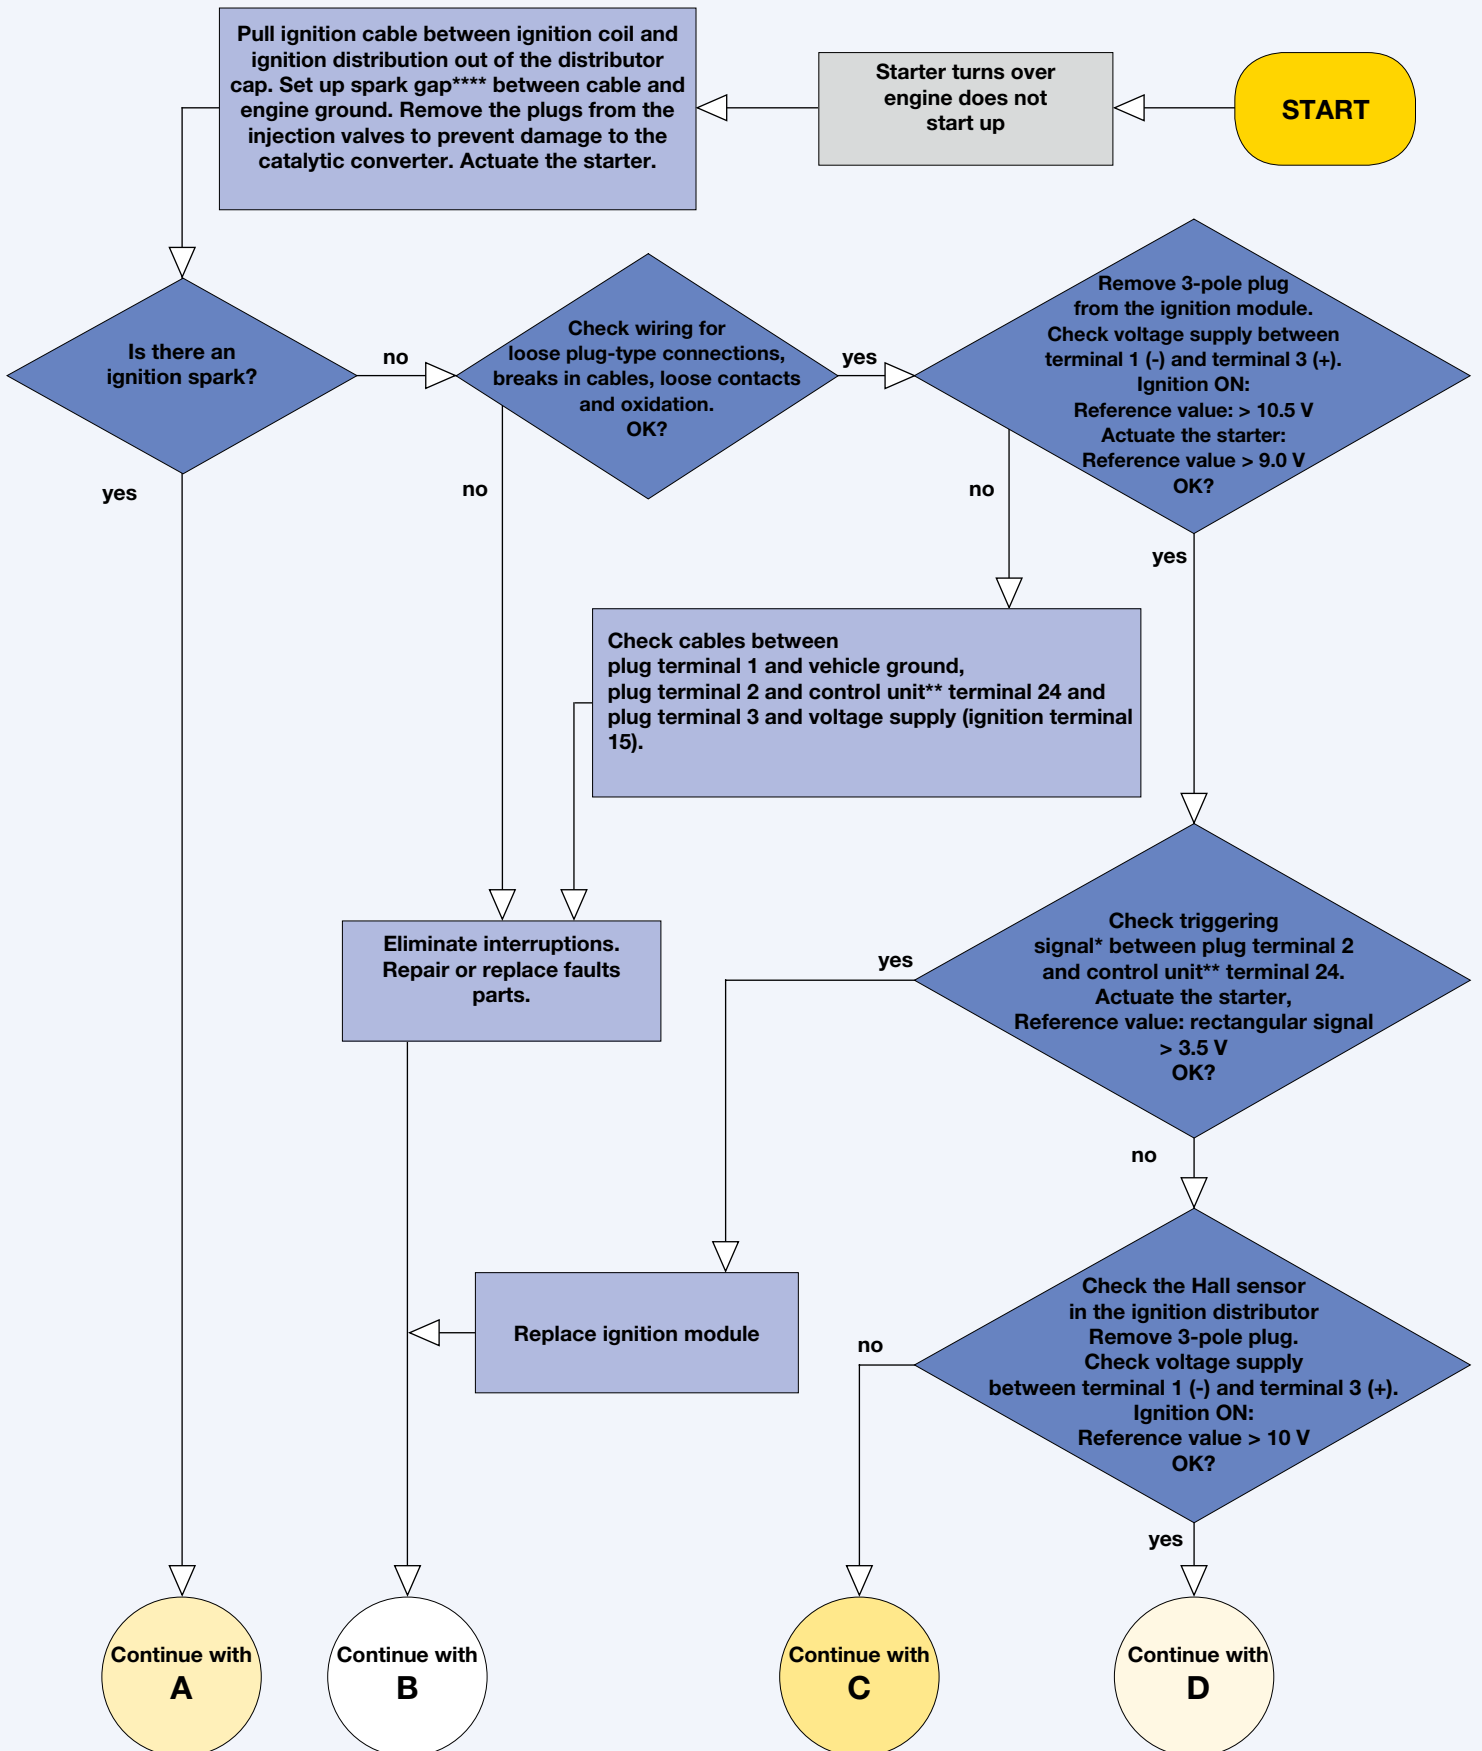 START
Starter turns over
engine does not
start up
Pull ignition cable between ignition coil and
ignition distribution out of the distributor
cap. Set up spark gap**** between cable and
engine ground. Remove the plugs from the
injection valves to prevent damage to the
catalytic converter. Actuate the starter.
Is there an
ignition spark?
no
yes
Check wiring for
loose plug-type connections,
breaks in cables, loose contacts
and oxidation.
OK?
yes
no
Remove 3-pole plug
from the ignition module.
Check voltage supply between
terminal 1 (-) and terminal 3 (+).
Ignition ON:
Reference value: > 10.5 V
Actuate the starter:
Reference value > 9.0 V
OK?
no
yes
Check cables between
plug terminal 1 and vehicle ground,
plug terminal 2 and control unit** terminal 24 and
plug terminal 3 and voltage supply (ignition terminal
15).
Eliminate interruptions.
Repair or replace faults
parts.
Check triggering
signal* between plug terminal 2
and control unit** terminal 24.
Actuate the starter,
Reference value: rectangular signal
> 3.5 V
OK?
yes
no
Replace ignition module
Check the Hall sensor
in the ignition distributor
Remove 3-pole plug.
Check voltage supply
between terminal 1 (-) and terminal 3 (+).
Ignition ON:
Reference value > 10 V
OK?
no
yes
Continue with
A
Continue with
B
Continue with
C
Continue with
D